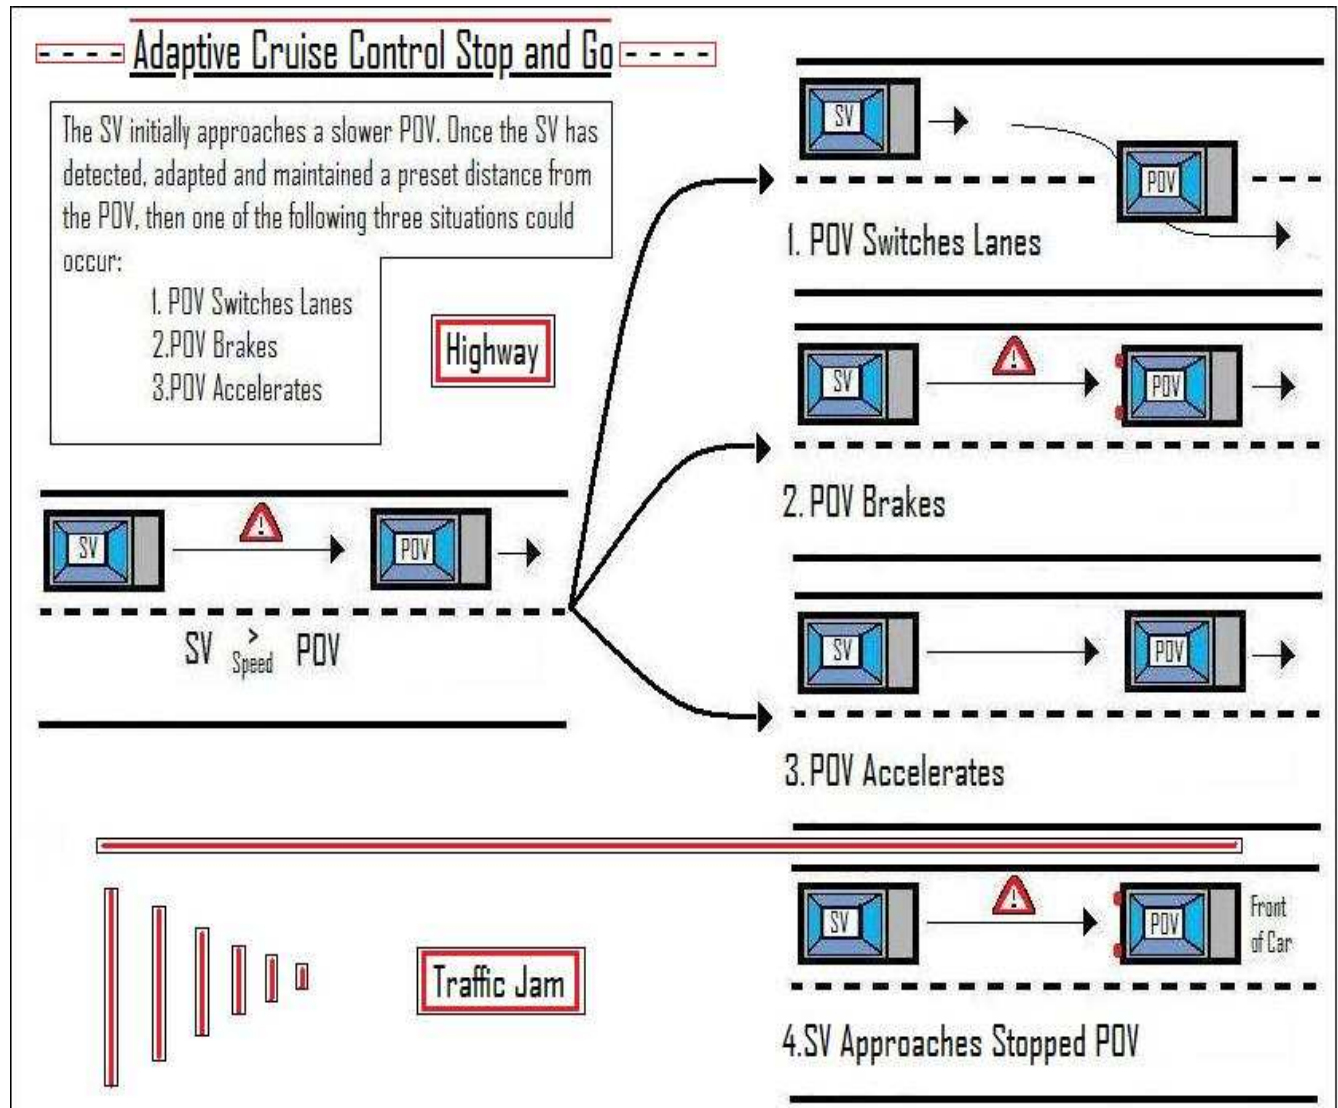 Adaptive Cruise Control Stop and Go
The SV initially approaches a slower POV. Once the SV has
detected, adapted and maintained a preset distance from
the POV, then one of the following three situations could
occur:
1. POV Switches Lanes
2.POV Brakes
3.POV Accelerates
Highway
SV
POV
SV > POV
Speed
SV
POV
1. POV Switches Lanes
SV
POV
2. POV Brakes
SV
POV
3. POV Accelerates
Traffic Jam
SV
POV
Front
of Car
4.SV Approaches Stopped POV